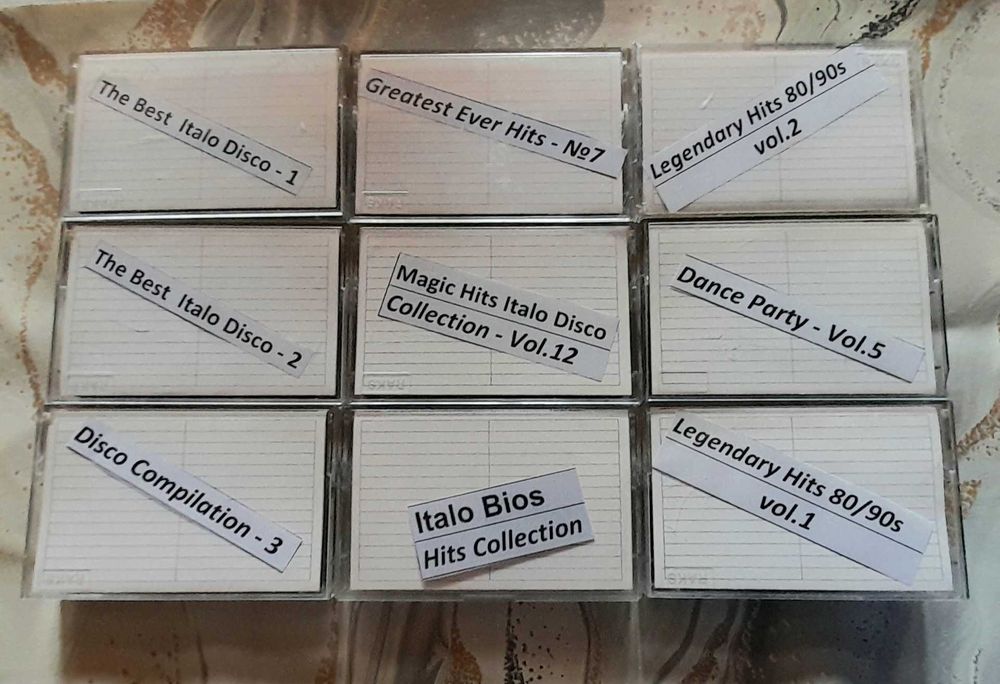 The Best Italo Disco - 1
Greatest Ever Hits - №7
Legendary Hits 80/90s
vol.2
The Best Italo Disco - 2
Magic Hits Italo Disco
Collection - Vol.12
RAKS
Dance Party - Vol.5
Disco Compilation - 3
Italo Bios
Hits Collection
Legendary Hits 80/90s
vol.1
RAKS